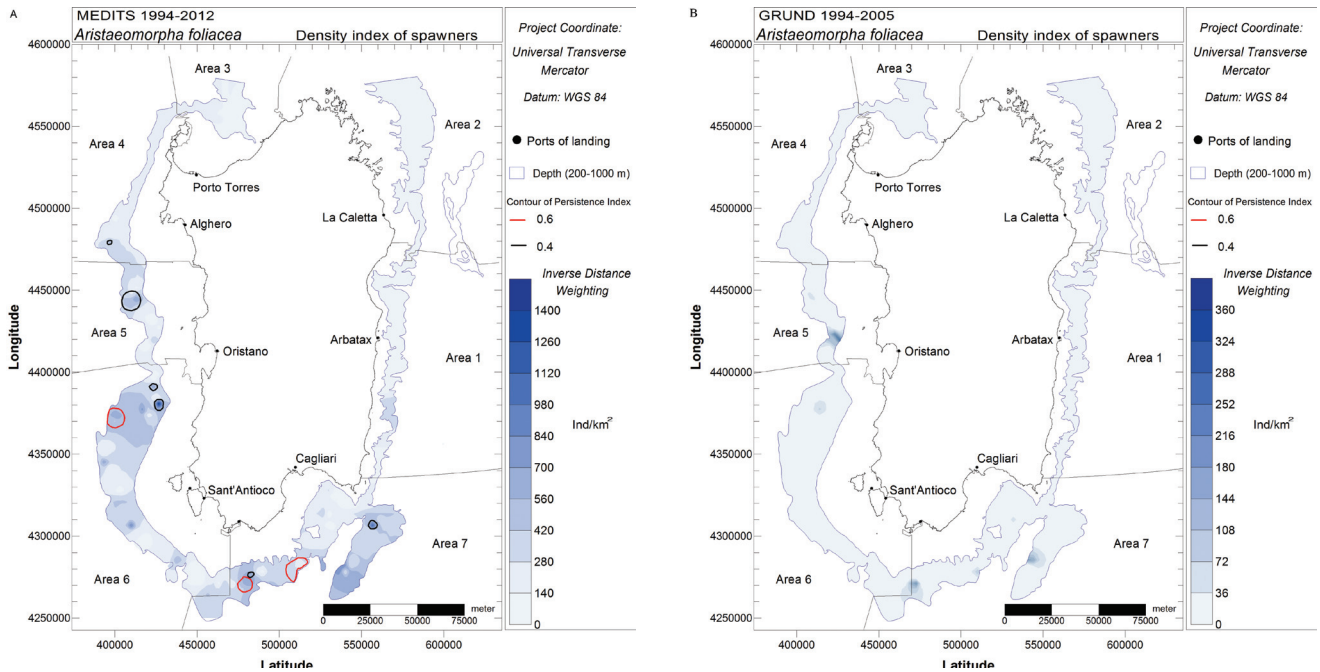 A
MEDITS 1994-2012
Aristaeomorpha foliacea Density index of spawners
4600000
4550000
4500000
4450000
4400000
4350000
4300000
4250000
Longitude
400000 450000 500000 550000 600000
Latitude
Area 3
Area 4
Area 2
Porto Torres
Alghero
La Caletta
Area 5
Oristano
Arbatax
Area 1
Cagliari
Sant'Antioco
Area 7
Area 6
meter
0 25000 50000 75000
Project Coordinate:
Universal Transverse
Mercator
Datum: WGS 84
Ports of landing
Depth (200-1000 m)
Contour of Persistence Index
0.6
0.4
Inverse Distance
Weighting
1400
1260
1120
980
840
700
560
420
280
140
0
Ind/km²
B
GRUND 1994-2005
Aristaeomorpha foliacea Density index of spawners
4600000
4550000
4500000
4450000
4400000
4350000
4300000
4250000
Longitude
400000 450000 500000 550000 600000
Latitude
Area 3
Area 4
Area 2
Porto Torres
Alghero
La Caletta
Area 5
Oristano
Arbatax
Area 1
Cagliari
Sant'Antioco
Area 7
Area 6
meter
0 25000 50000 75000
Project Coordinate:
Universal Transverse
Mercator
Datum: WGS 84
Ports of landing
Depth (200-1000 m)
Contour of Persistence Index
0.6
0.4
Inverse Distance
Weighting
360
324
288
252
216
180
144
108
72
36
0
Ind/km²